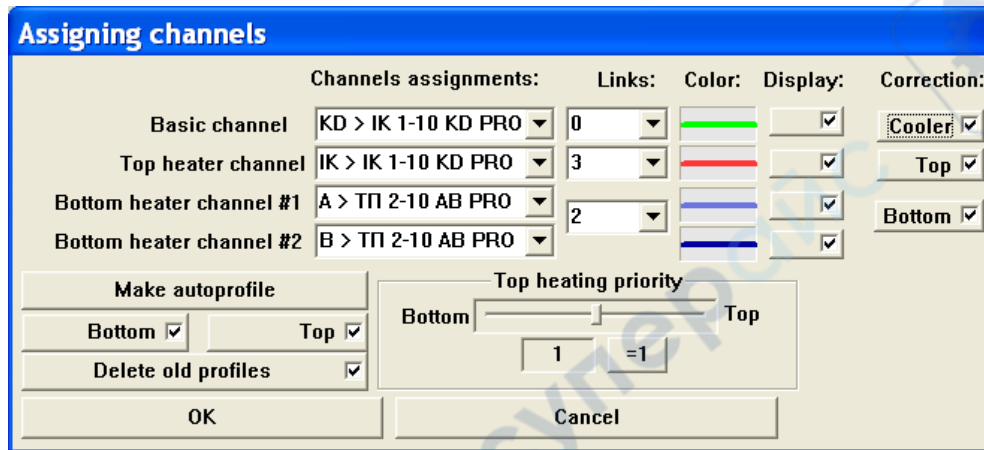 Assigning channels
Channels assignments: Links: Color: Display: Correction:
Basic channel KD > IK 1-10 KD PRO 0 Cooler
Top heater channel IK > IK 1-10 KD PRO 3 Top
Bottom heater channel #1 A > ТП 2-10 AB PRO 2 Bottom
Bottom heater channel #2 B > ТП 2-10 AB PRO
Make autoprofile
Bottom Top
Delete old profiles
Top heating priority
Bottom Top
1 =1
OK Cancel
суперайс